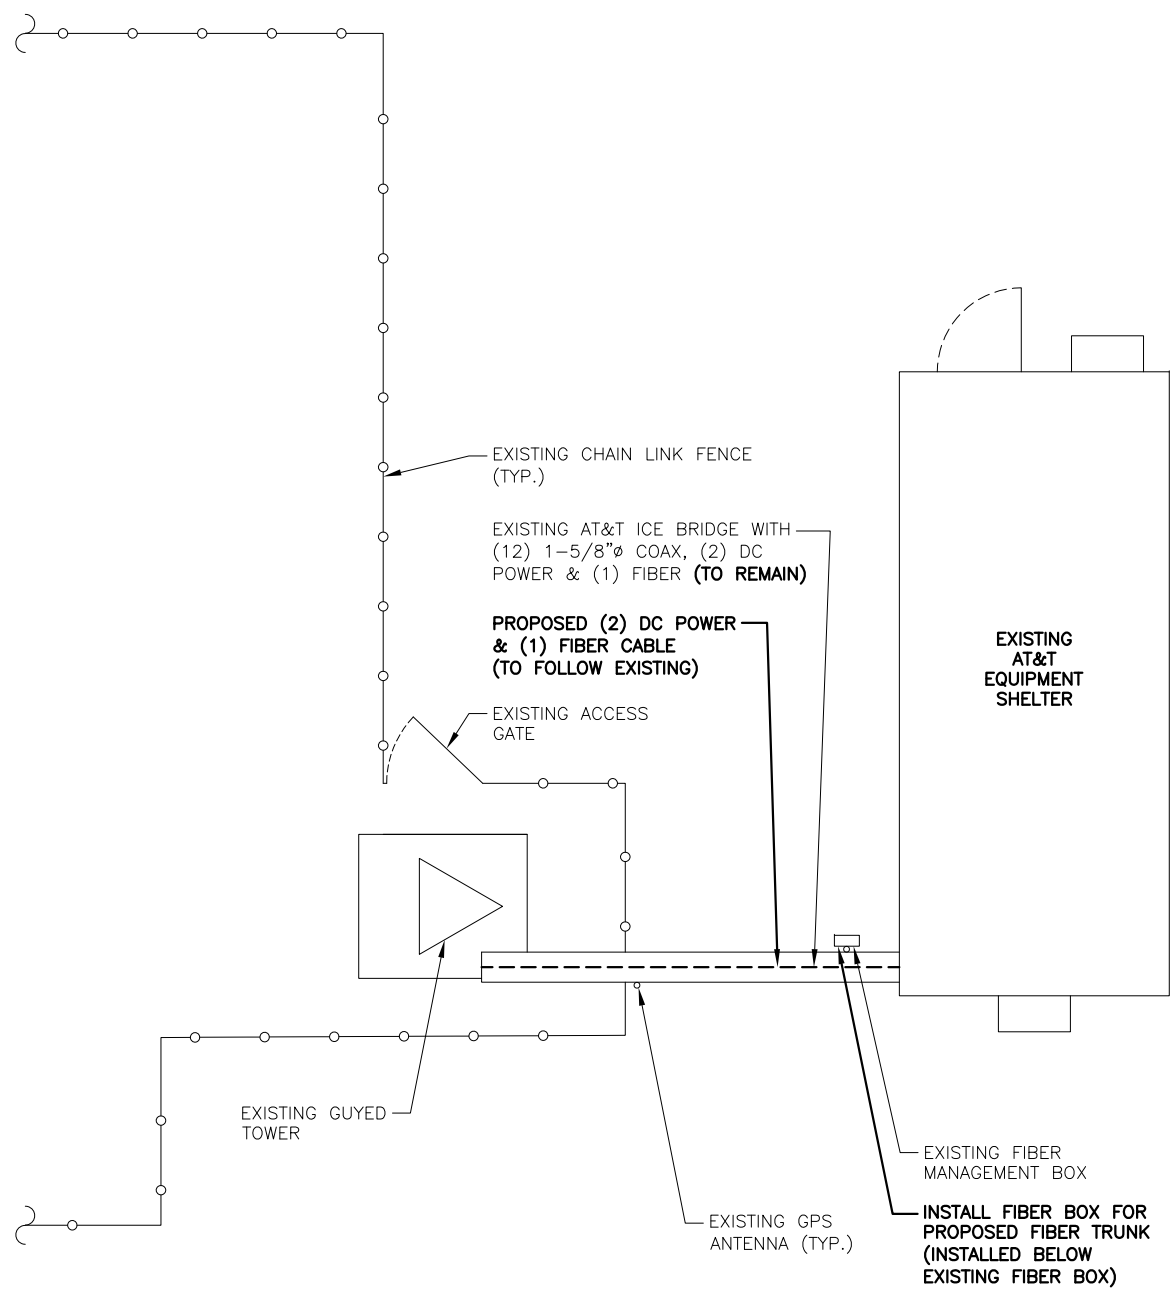 EXISTING CHAIN LINK FENCE
(TYP.)
EXISTING AT&T ICE BRIDGE WITH
(12) 1-5/8"ø COAX, (2) DC
POWER & (1) FIBER (TO REMAIN)
PROPOSED (2) DC POWER
& (1) FIBER CABLE
(TO FOLLOW EXISTING)
EXISTING
AT&T
EQUIPMENT
SHELTER
EXISTING ACCESS
GATE
EXISTING GUYED
TOWER
EXISTING FIBER
MANAGEMENT BOX
EXISTING GPS
ANTENNA (TYP.)
INSTALL FIBER BOX FOR
PROPOSED FIBER TRUNK
(INSTALLED BELOW
EXISTING FIBER BOX)